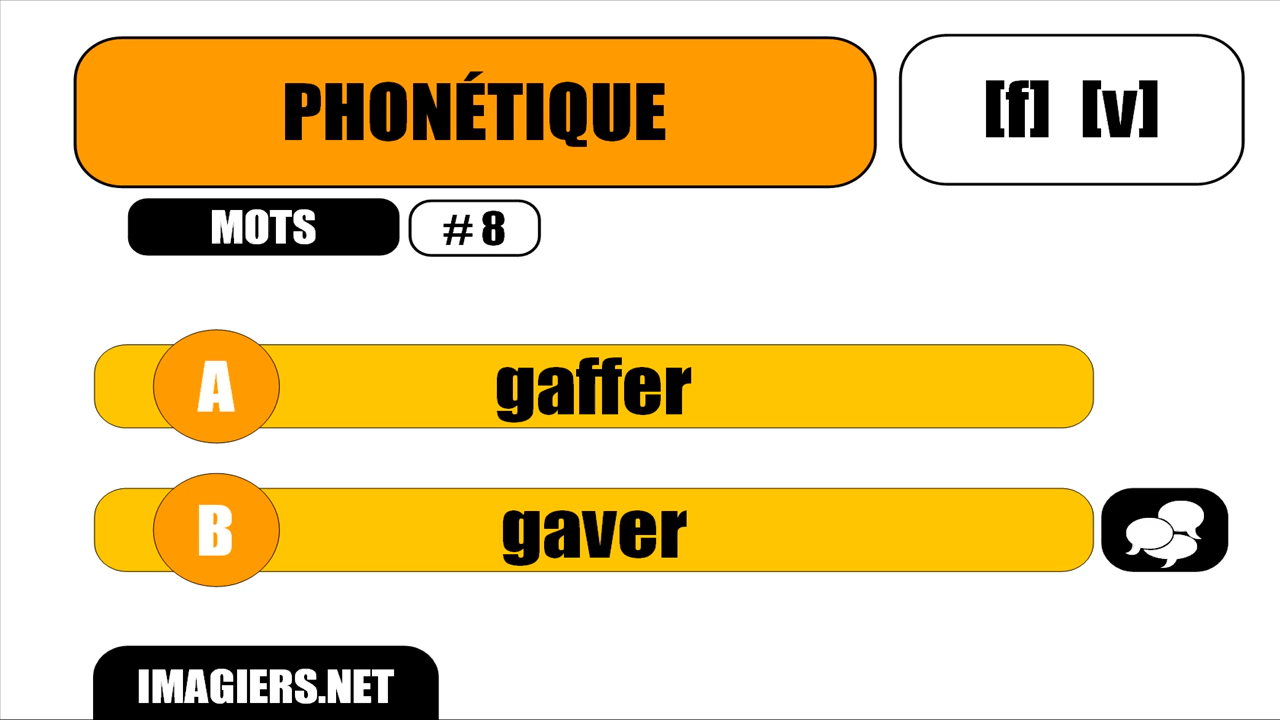 PHONÉTIQUE
[f] [v]
MOTS
# 8
A gaffer
B gaver
IMAGIERS.NET